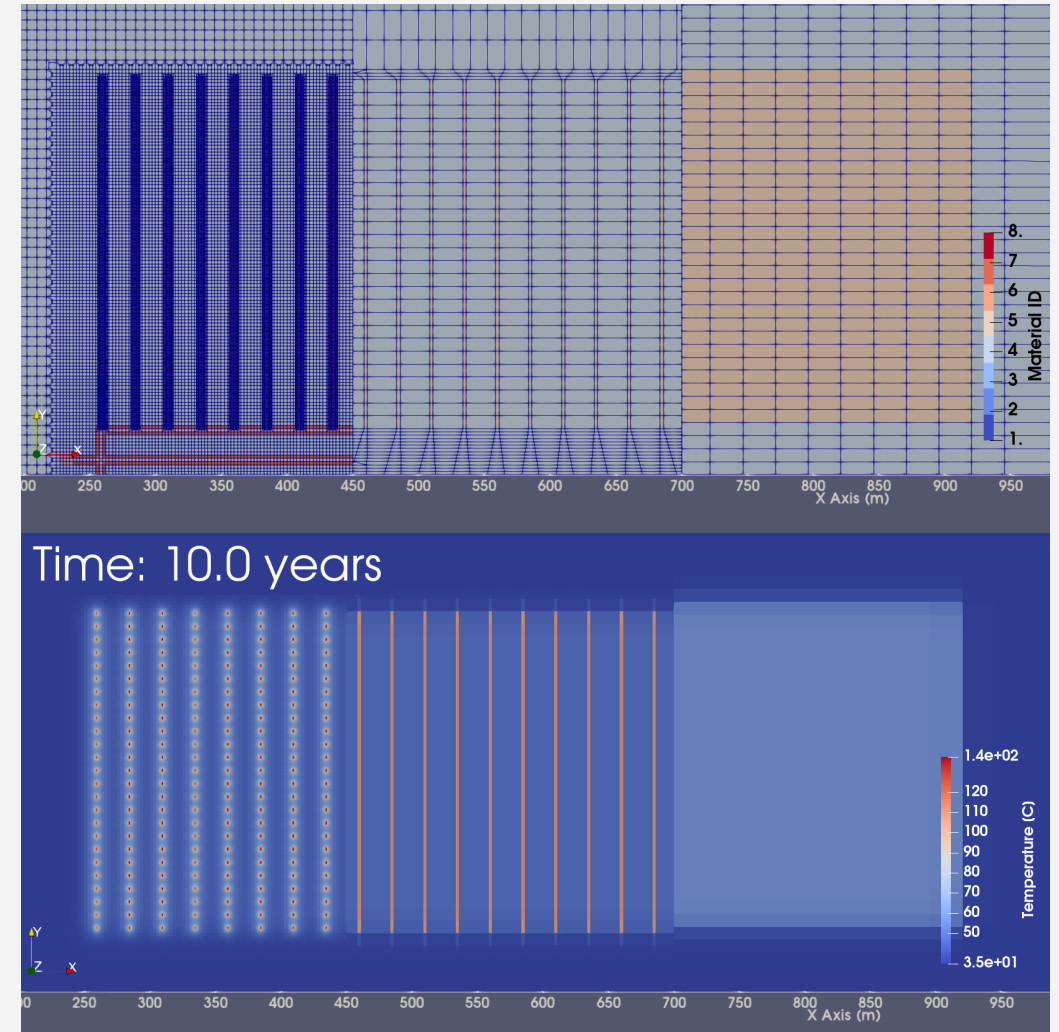 8.
7
6
5
4
3
2
1.
Material ID
Y
Z X
00 250 300 350 400 450 500 550 600 650 700 750 800 850 900 950
X Axis (m)
Time: 10.0 years
1.4e+02
120
110
100
90
80
70
60
50
3.5e+01
Temperature (C)
Y
Z X
00 250 300 350 400 450 500 550 600 650 700 750 800 850 900 950
X Axis (m)